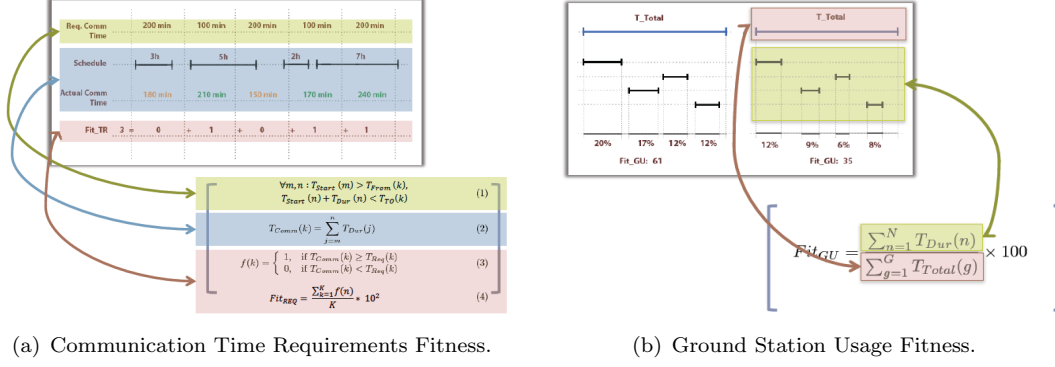 Req. Comm Time 200 min 100 min 200 min 100 min 200 min
Schedule 3h 5h 2h 7h
Actual Comm Time 180 min 210 min 150 min 170 min 240 min
Fit_TR 3 = 0 + 1 + 0 + 1 + 1
∀m,n : T_Start (m) > T_From (k), (1)
T_Start (n) + T_Dur (n) < T_TO (k)
T_Comm(k) = ∑_{j=m}^{n} T_Dur(j) (2)
f(k) = { 1, if T_Comm(k) ≥ T_Req(k) (3)
0, if T_Comm(k) < T_Req(k)
Fit_REQ = ∑_{k=1}^{K} f(n) / K * 10^2 (4)
(a) Communication Time Requirements Fitness.
T_Total T_Total
20% 17% 12% 12% 12% 9% 6% 8%
Fit_GU: 61 Fit_GU: 35
Fit_GU = ∑_{n=1}^{N} T_Dur(n) / ∑_{g=1}^{G} T_Total(g) × 100
(b) Ground Station Usage Fitness.